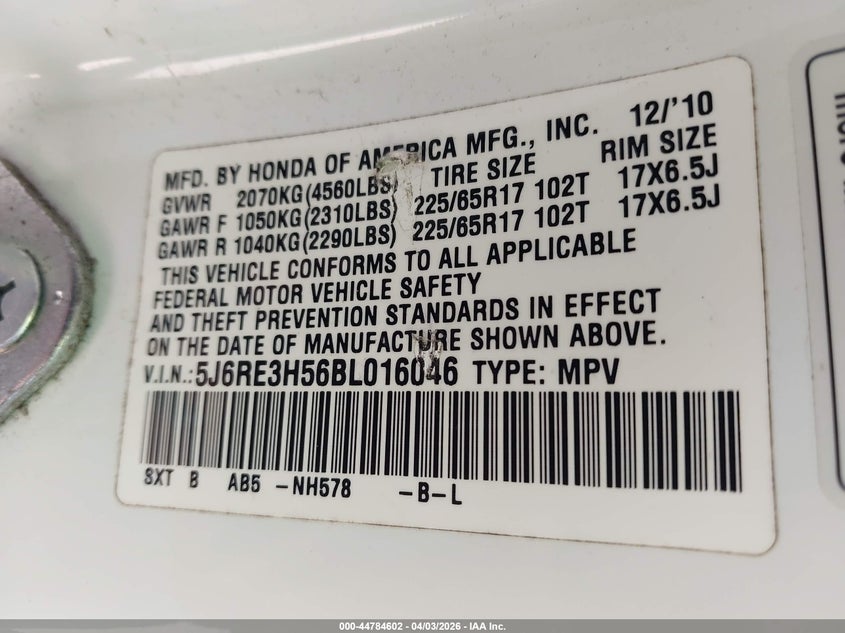 MFD. BY HONDA OF AMERICA MFG., INC. 12/'10
GVWR 2070KG(4560LBS) TIRE SIZE RIM SIZE
GAWR F 1050KG(2310LBS) 225/65R17 102T 17X6.5J
GAWR R 1040KG(2290LBS) 225/65R17 102T 17X6.5J
THIS VEHICLE CONFORMS TO ALL APPLICABLE
FEDERAL MOTOR VEHICLE SAFETY
AND THEFT PREVENTION STANDARDS IN EFFECT
ON THE DATE OF MANUFACTURE SHOWN ABOVE.
V.I.N.: 5J6RE3H56BL016046 TYPE: MPV
SXT B AB5 -NH578 -B-L
000-44784602 - 04/03/2026 - IAA Inc.